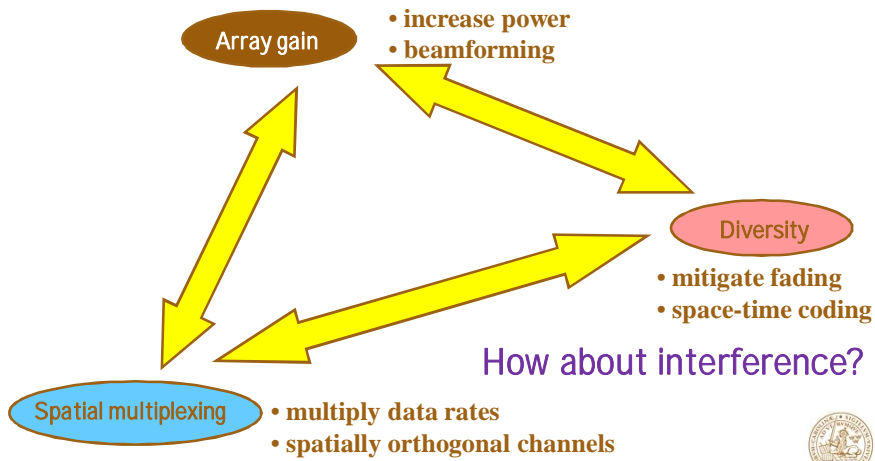 Array gain
• increase power
• beamforming
Diversity
• mitigate fading
• space-time coding
How about interference?
Spatial multiplexing
• multiply data rates
• spatially orthogonal channels